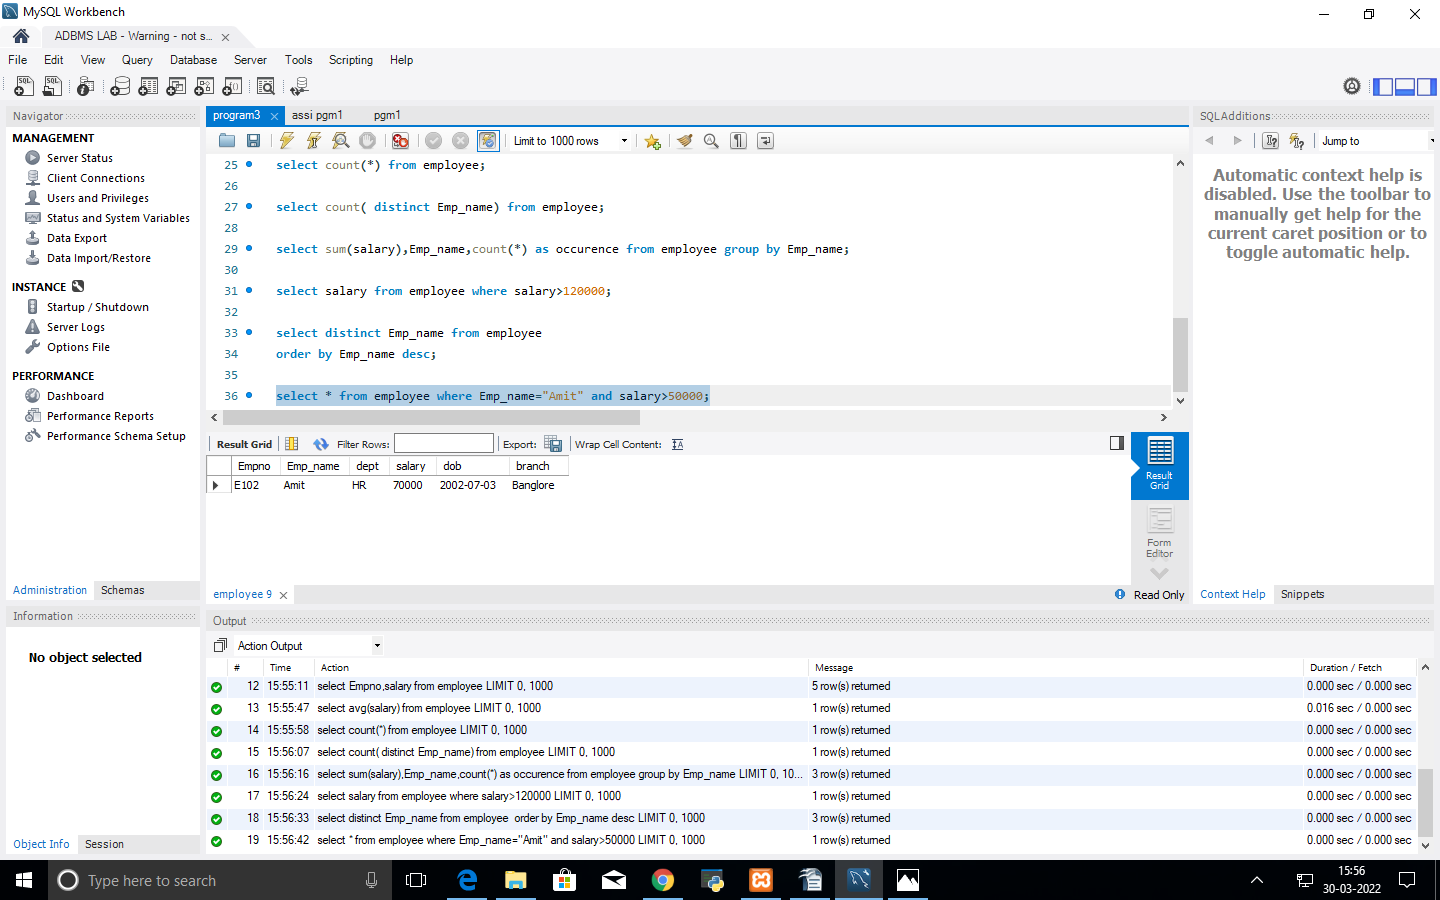 MySQL Workbench
ADBMS LAB - Warning - not s...
File Edit View Query Database Server Tools Scripting Help
Navigator
MANAGEMENT
Server Status
Client Connections
Users and Privileges
Status and System Variables
Data Export
Data Import/Restore
INSTANCE
Startup / Shutdown
Server Logs
Options File
PERFORMANCE
Dashboard
Performance Reports
Performance Schema Setup
Administration Schemas
Information
No object selected
Object Info Session
program3 assi pgm1 pgm1
Limit to 1000 rows
25 select count(*) from employee;
26
27 select count( distinct Emp_name) from employee;
28
29 select sum(salary),Emp_name,count(*) as occurence from employee group by Emp_name;
30
31 select salary from employee where salary>120000;
32
33 select distinct Emp_name from employee
34 order by Emp_name desc;
35
36 select * from employee where Emp_name="Amit" and salary>50000;
Result Grid Filter Rows: Export: Wrap Cell Content:
Empno Emp_name dept salary dob branch
E102 Amit HR 70000 2002-07-03 Banglore
Result
Grid
Form
Editor
employee 9
Read Only
SQLAdditions
Jump to
Automatic context help is
disabled. Use the toolbar to
manually get help for the
current caret position or to
toggle automatic help.
Context Help Snippets
Output
Action Output
# Time Action Message Duration / Fetch
12 15:55:11 select Empno,salary from employee LIMIT 0, 1000 5 row(s) returned 0.000 sec / 0.000 sec
13 15:55:47 select avg(salary) from employee LIMIT 0, 1000 1 row(s) returned 0.016 sec / 0.000 sec
14 15:55:58 select count(*) from employee LIMIT 0, 1000 1 row(s) returned 0.000 sec / 0.000 sec
15 15:56:07 select count( distinct Emp_name) from employee LIMIT 0, 1000 1 row(s) returned 0.000 sec / 0.000 sec
16 15:56:16 select sum(salary),Emp_name,count(*) as occurence from employee group by Emp_name LIMIT 0, 10... 3 row(s) returned 0.000 sec / 0.000 sec
17 15:56:24 select salary from employee where salary>120000 LIMIT 0, 1000 1 row(s) returned 0.000 sec / 0.000 sec
18 15:56:33 select distinct Emp_name from employee order by Emp_name desc LIMIT 0, 1000 3 row(s) returned 0.000 sec / 0.000 sec
19 15:56:42 select * from employee where Emp_name="Amit" and salary>50000 LIMIT 0, 1000 1 row(s) returned 0.000 sec / 0.000 sec
Type here to search
15:56
30-03-2022